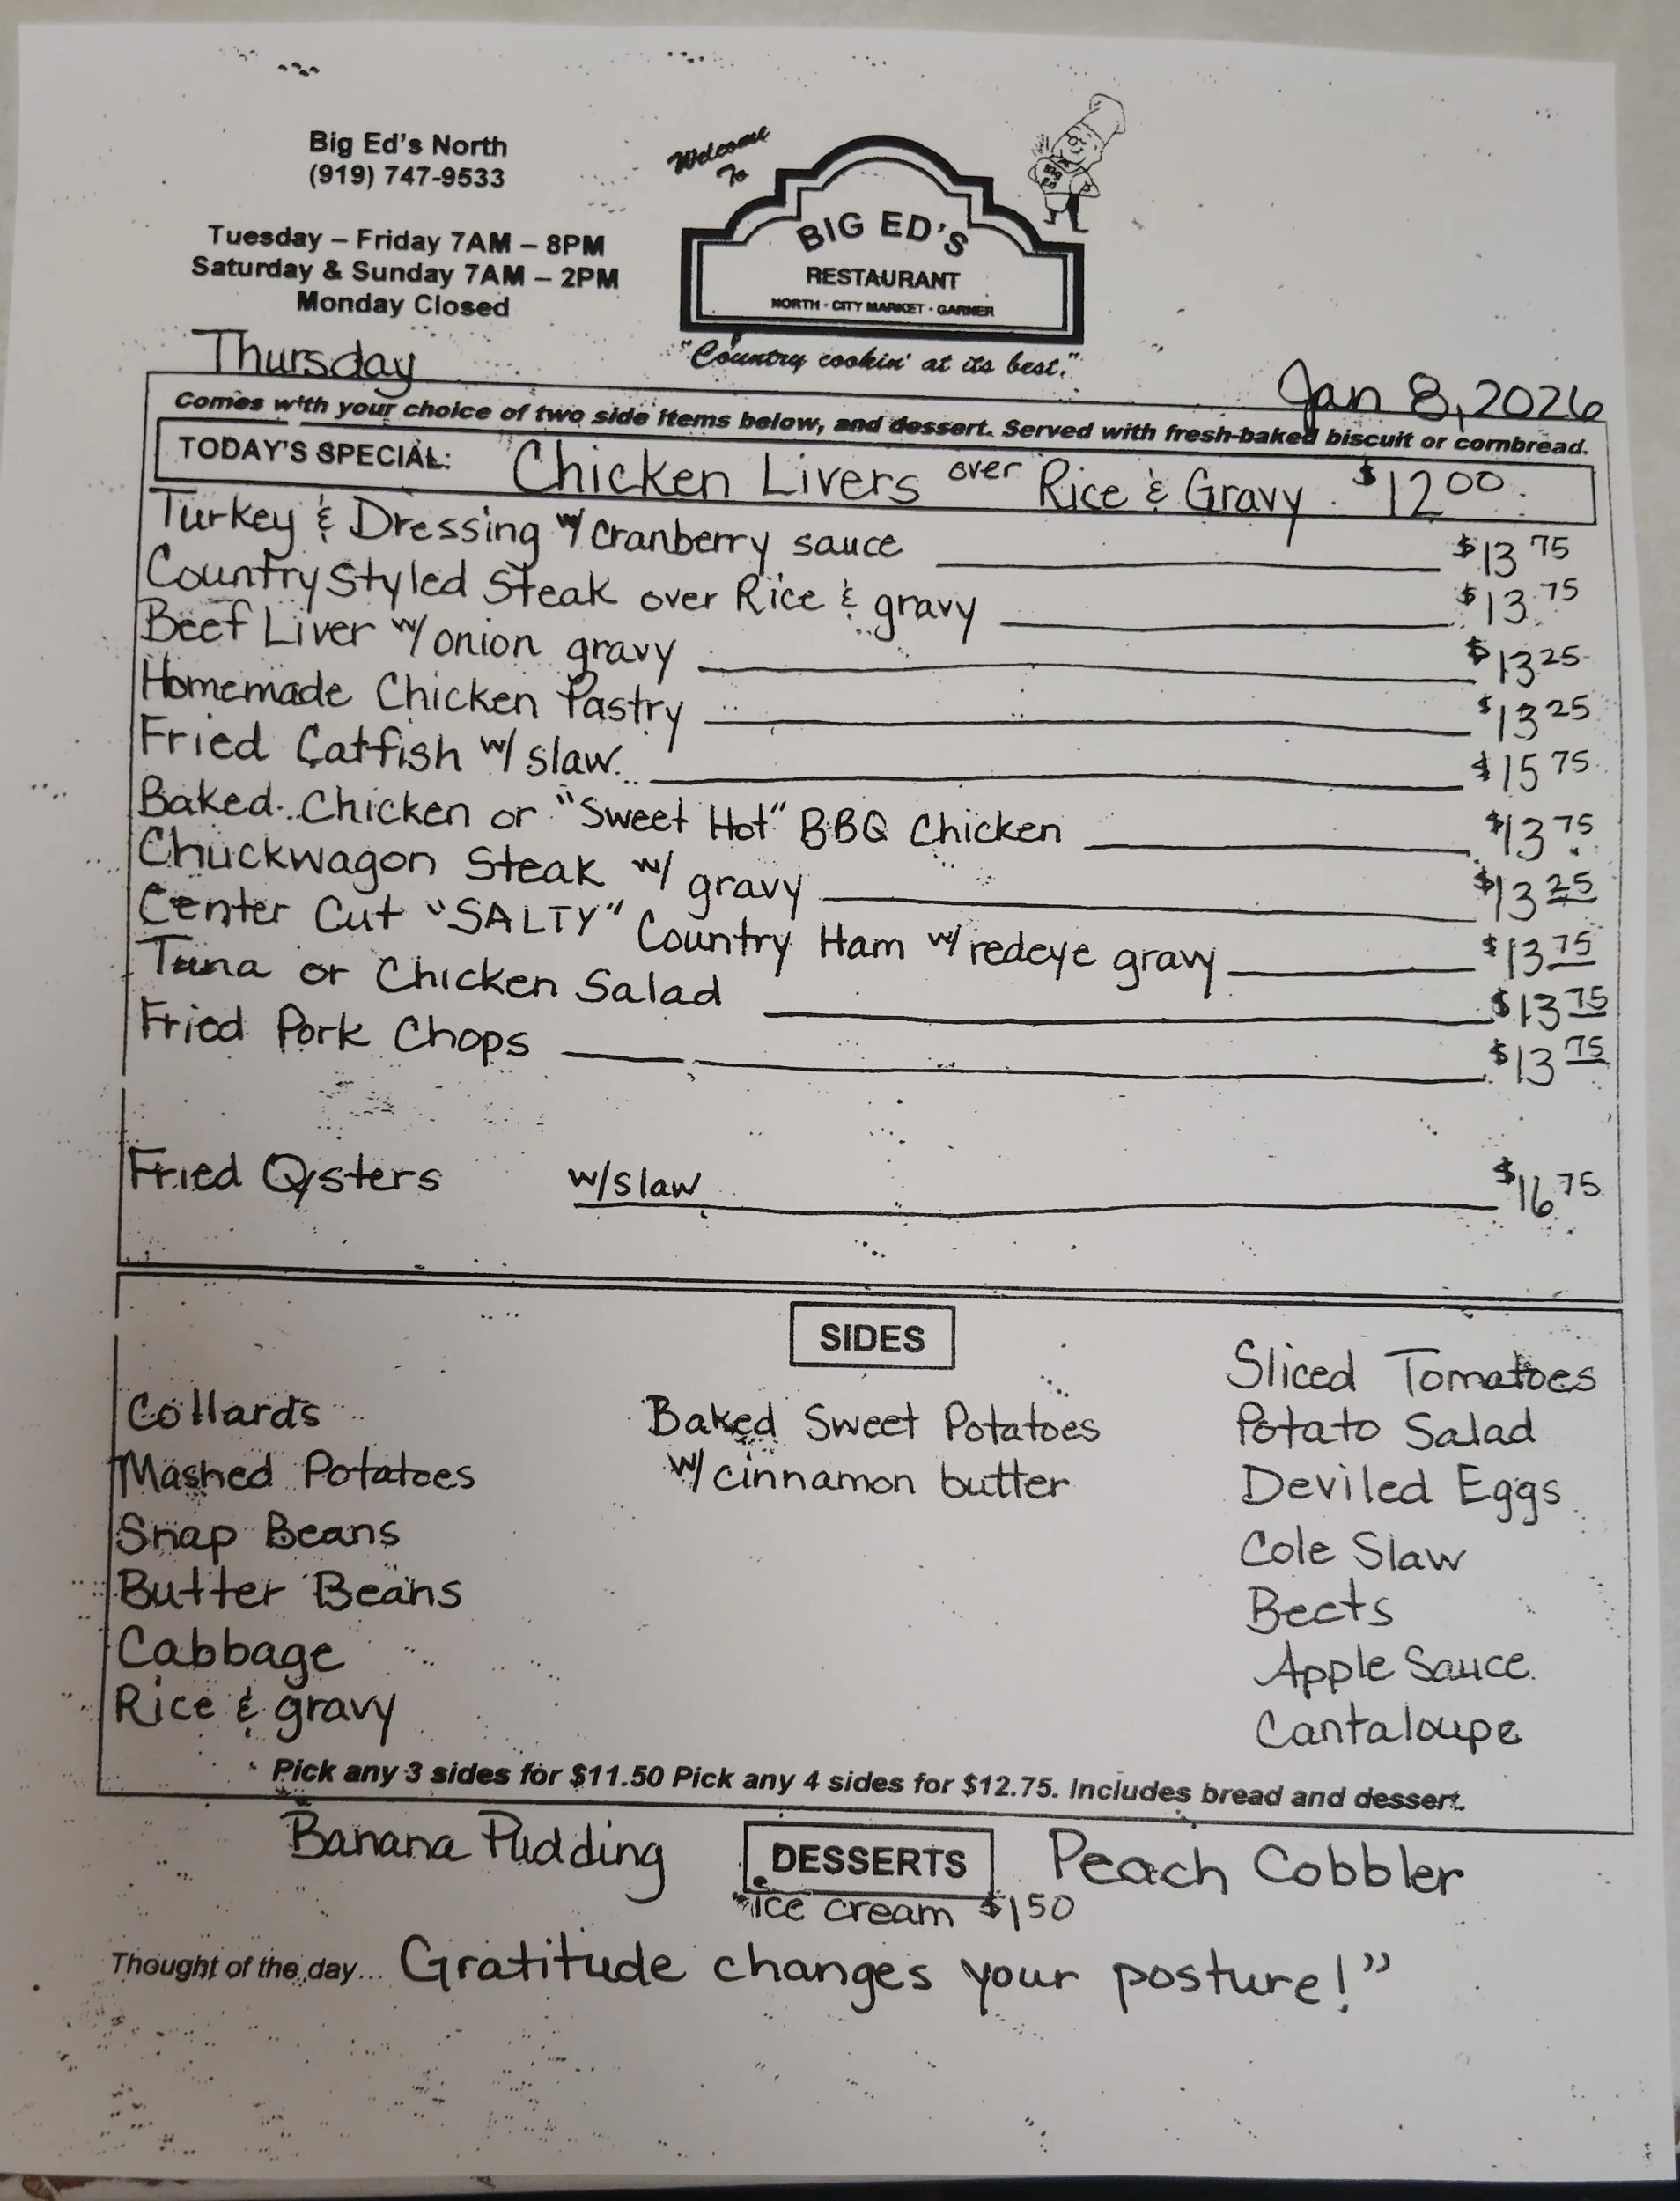 Big Ed's North
(919) 747-9533
Tuesday – Friday 7AM – 8PM
Saturday & Sunday 7AM – 2PM
Monday Closed
Welcome
To
BIG ED'S
RESTAURANT
NORTH - CITY MARKET - GARNER
"Country cookin' at its best."
Thursday
Jan 8, 2026
Comes with your choice of two side items below, and dessert. Served with fresh-baked biscuit or cornbread.
TODAY'S SPECIAL: Chicken Livers over Rice & Gravy $12 00
Turkey & Dressing w/ cranberry sauce $13 75
Country Styled Steak over Rice & gravy $13 75
Beef Liver w/ onion gravy $13 25
Homemade Chicken Pastry $13 25
Fried Catfish w/ slaw $15 75
Baked Chicken or "Sweet Hot" BBQ Chicken $13 75
Chuckwagon Steak w/ gravy $13 25
Center Cut "SALTY" Country Ham w/ redeye gravy $13 75
Tuna or Chicken Salad $13 75
Fried Pork Chops $13 75
Fried Oysters w/slaw $16 75
SIDES
Collards
Mashed Potatoes
Snap Beans
Butter Beans
Cabbage
Rice & gravy
Baked Sweet Potatoes
w/ cinnamon butter
Sliced Tomatoes
Potato Salad
Deviled Eggs
Cole Slaw
Beets
Apple Sauce
Cantaloupe
Pick any 3 sides for $11.50 Pick any 4 sides for $12.75. Includes bread and dessert.
Banana Pudding DESSERTS Peach Cobbler
ice cream $1 50
Thought of the day... Gratitude changes your posture!"